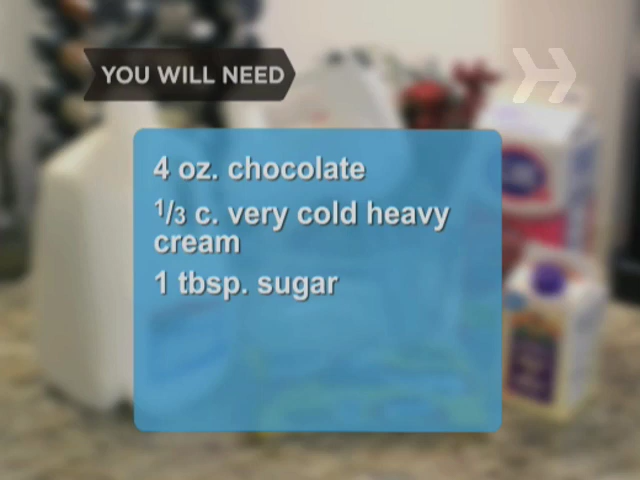 YOU WILL NEED
4 oz. chocolate
1/3 c. very cold heavy
cream
1 tbsp. sugar